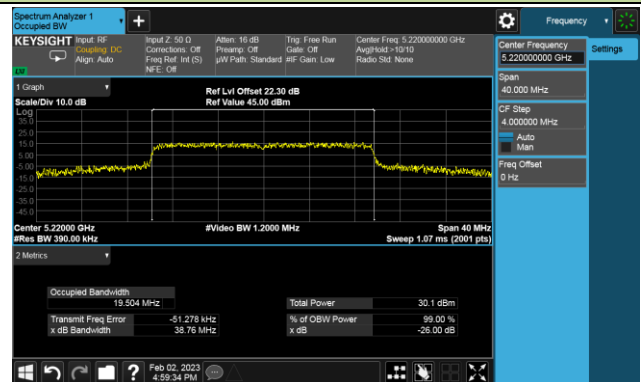 Spectrum Analyzer 1
Occupied BW
Frequency
KEYSIGHT
Input: RF
Coupling: DC
Align: Auto
Input Z: 50 Ω
Corrections: Off
Freq Ref: Int (S)
NFE: Off
Atten: 16 dB
Preamp: Off
µW Path: Standard
Trig: Free Run
Gate: Off
#IF Gain: Low
Center Freq: 5.220000000 GHz
Avg|Hold:>10/10
Radio Std: None
LW
Center Frequency
5.220000000 GHz
Settings
Span
40.000 MHz
CF Step
4.000000 MHz
Auto
Man
Freq Offset
0 Hz
1 Graph
Scale/Div 10.0 dB
Ref Lvl Offset 22.30 dB
Ref Value 45.00 dBm
Log
35.0
25.0
15.0
5.00
-5.00
-15.0
-25.0
-35.0
-45.0
Center 5.22000 GHz
#Video BW 1.2000 MHz
Span 40 MHz
#Res BW 390.00 kHz
Sweep 1.07 ms (2001 pts)
2 Metrics
Occupied Bandwidth
19.504 MHz
Total Power 30.1 dBm
Transmit Freq Error -51.278 kHz
% of OBW Power 99.00 %
x dB Bandwidth 38.76 MHz
x dB -26.00 dB
?
Feb 02, 2023
4:59:34 PM